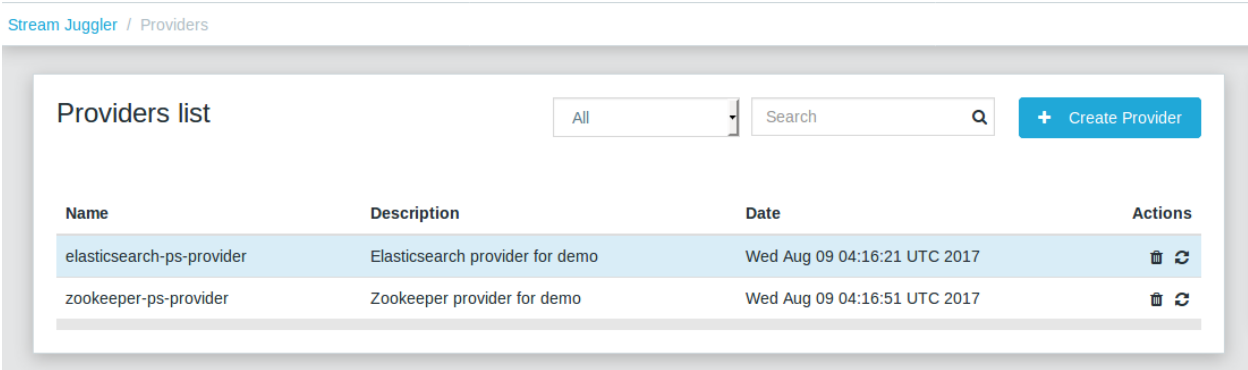 Stream Juggler / Providers
Providers list All Search Create Provider
Name Description Date Actions
elasticsearch-ps-provider Elasticsearch provider for demo Wed Aug 09 04:16:21 UTC 2017
zookeeper-ps-provider Zookeeper provider for demo Wed Aug 09 04:16:51 UTC 2017